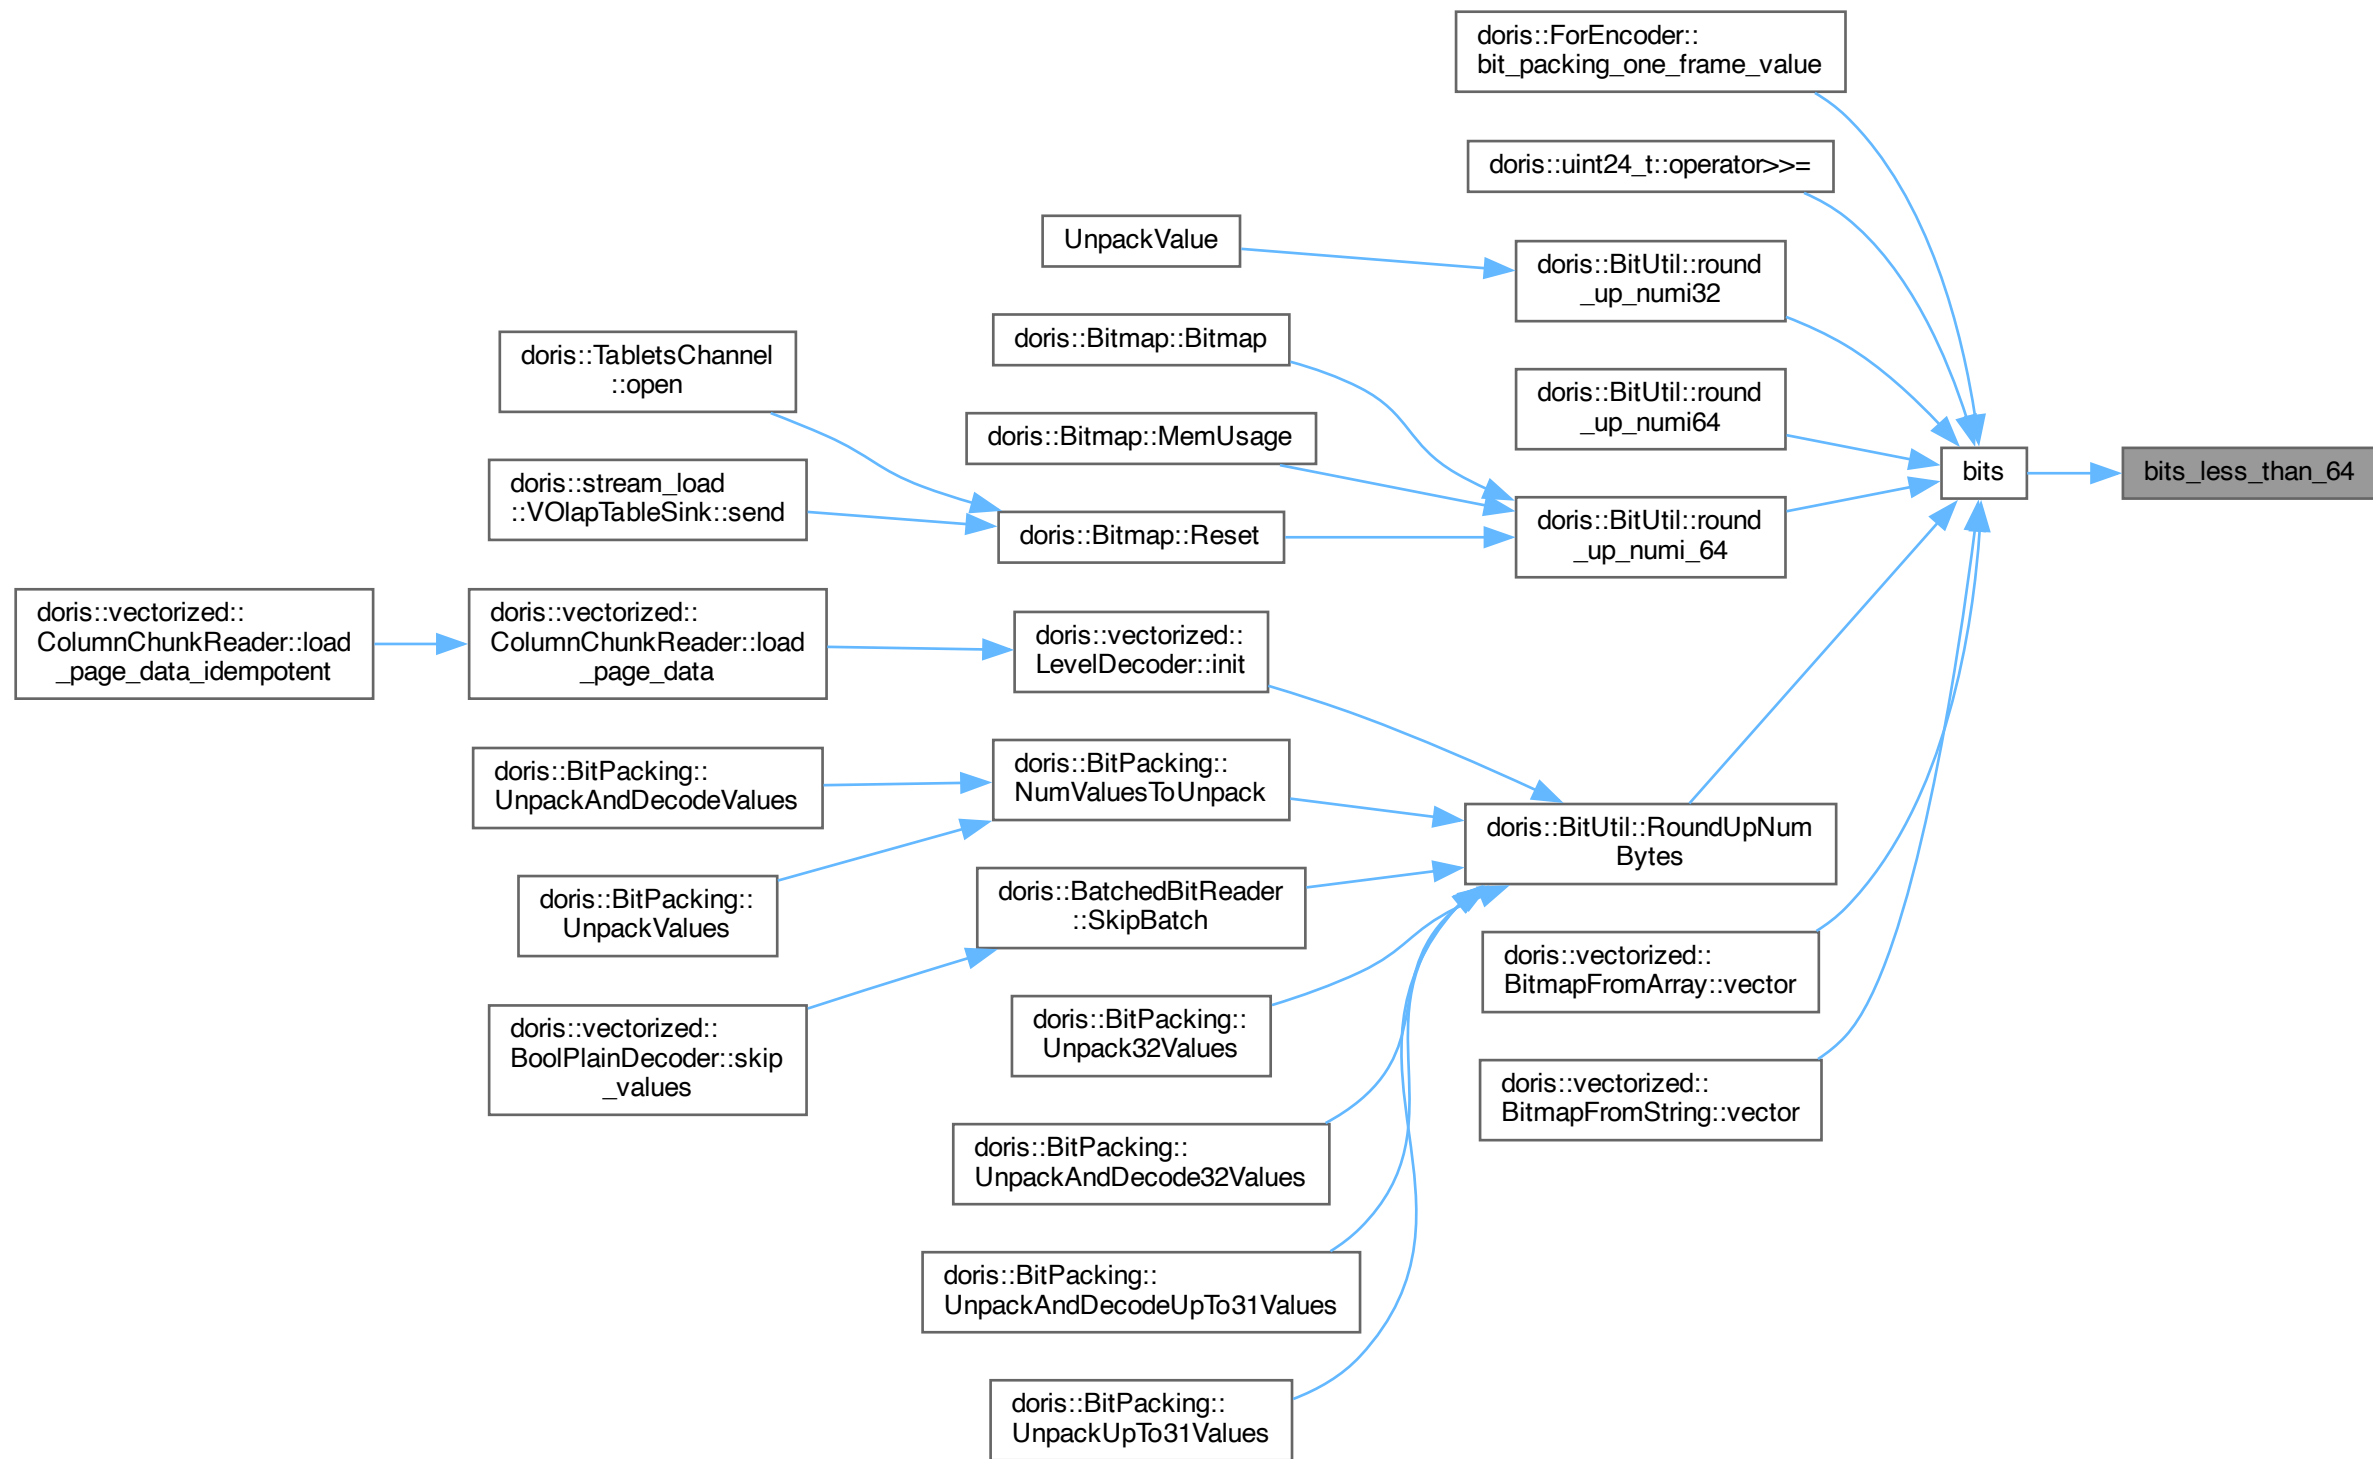 doris::ForEncoder::
bit_packing_one_frame_value
doris::uint24_t::operator>>=
UnpackValue
doris::BitUtil::round
_up_numi32
doris::Bitmap::Bitmap
doris::TabletsChannel
::open
doris::BitUtil::round
_up_numi64
doris::Bitmap::MemUsage
bits
bits_less_than_64
doris::stream_load
::VOlapTableSink::send
doris::Bitmap::Reset
doris::BitUtil::round
_up_numi_64
doris::vectorized::
ColumnChunkReader::load
_page_data_idempotent
doris::vectorized::
ColumnChunkReader::load
_page_data
doris::vectorized::
LevelDecoder::init
doris::BitPacking::
UnpackAndDecodeValues
doris::BitPacking::
NumValuesToUnpack
doris::BitUtil::RoundUpNum
Bytes
doris::BitPacking::
UnpackValues
doris::BatchedBitReader
::SkipBatch
doris::vectorized::
BitmapFromArray::vector
doris::vectorized::
BoolPlainDecoder::skip
_values
doris::BitPacking::
Unpack32Values
doris::vectorized::
BitmapFromString::vector
doris::BitPacking::
UnpackAndDecode32Values
doris::BitPacking::
UnpackAndDecodeUpTo31Values
doris::BitPacking::
UnpackUpTo31Values